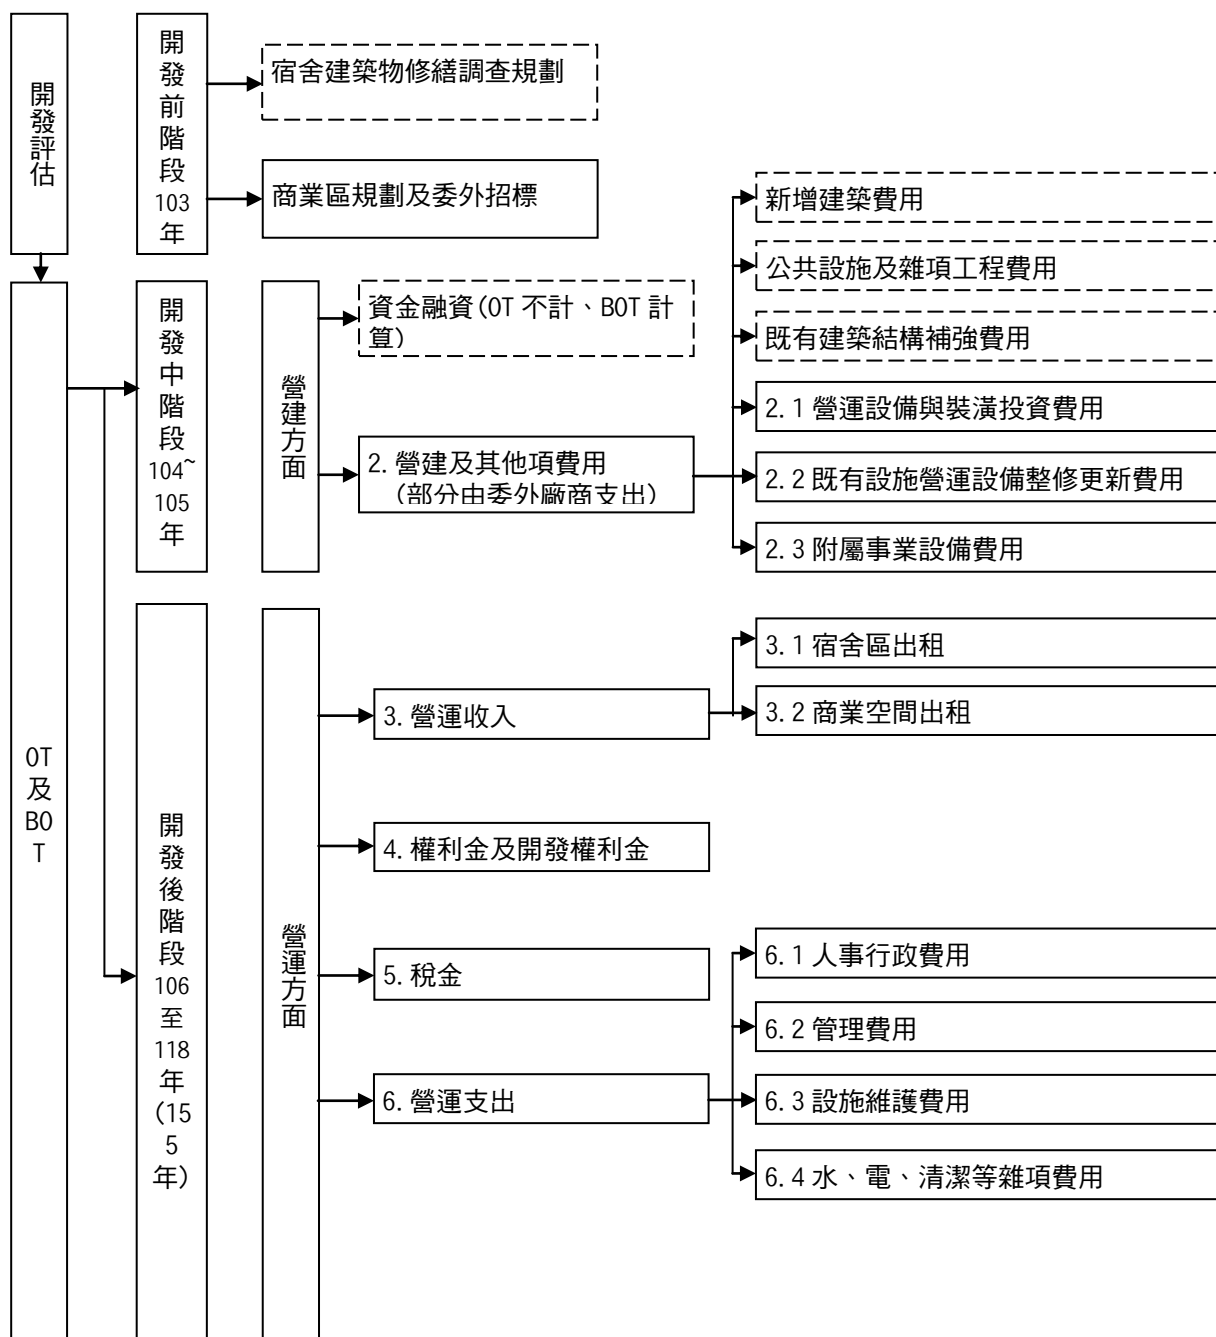 開發評估
開發前階段103年
宿舍建築物修繕調查規劃
商業區規劃及委外招標
OT及BOT
開發中階段104~105年
營建方面
資金融資(OT 不計、BOT 計
算)
2. 營建及其他項費用
(部分由委外廠商支出)
新增建築費用
公共設施及雜項工程費用
既有建築結構補強費用
2.1 營運設備與裝潢投資費用
2.2 既有設施營運設備整修更新費用
2.3 附屬事業設備費用
開發後階段106至118年(155年)
營運方面
3. 營運收入
3.1 宿舍區出租
3.2 商業空間出租
4. 權利金及開發權利金
5. 稅金
6. 營運支出
6.1 人事行政費用
6.2 管理費用
6.3 設施維護費用
6.4 水、電、清潔等雜項費用